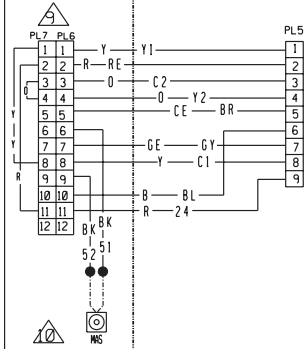 9
PL7 PL6 PL5
1 1 Y Y1 1
2 2 R RE 2
3 3 O C2 3
O
4 4 O Y2 4
5 5 CE BR 5
Y
6 6 6
7 7 GE GY 7
Y
8 8 Y C1 8
9 9 9
R
10 10 B BL
11 11 R 24
12 12
BK BK
52 51
10
MAS